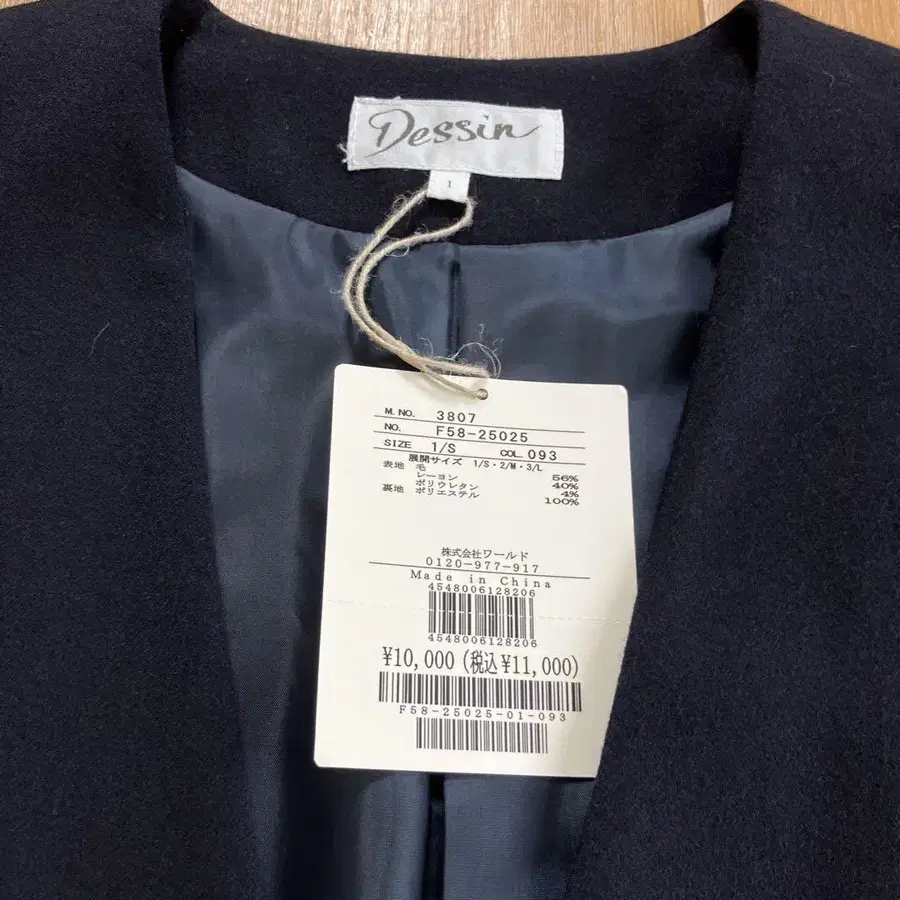 Dessin
1
M. NO. 3807
NO. F58-25025
SIZE 1/S COL. 093
展開サイズ 1/S・2/M・3/L
表地 毛 56%
レーヨン 40%
ポリウレタン 4%
裏地 ポリエステル 100%
株式会社ワールド
0120-977-917
Made in China
4548006128206
4548006128206
¥10,000 (税込¥11,000)
F58-25025-01-093